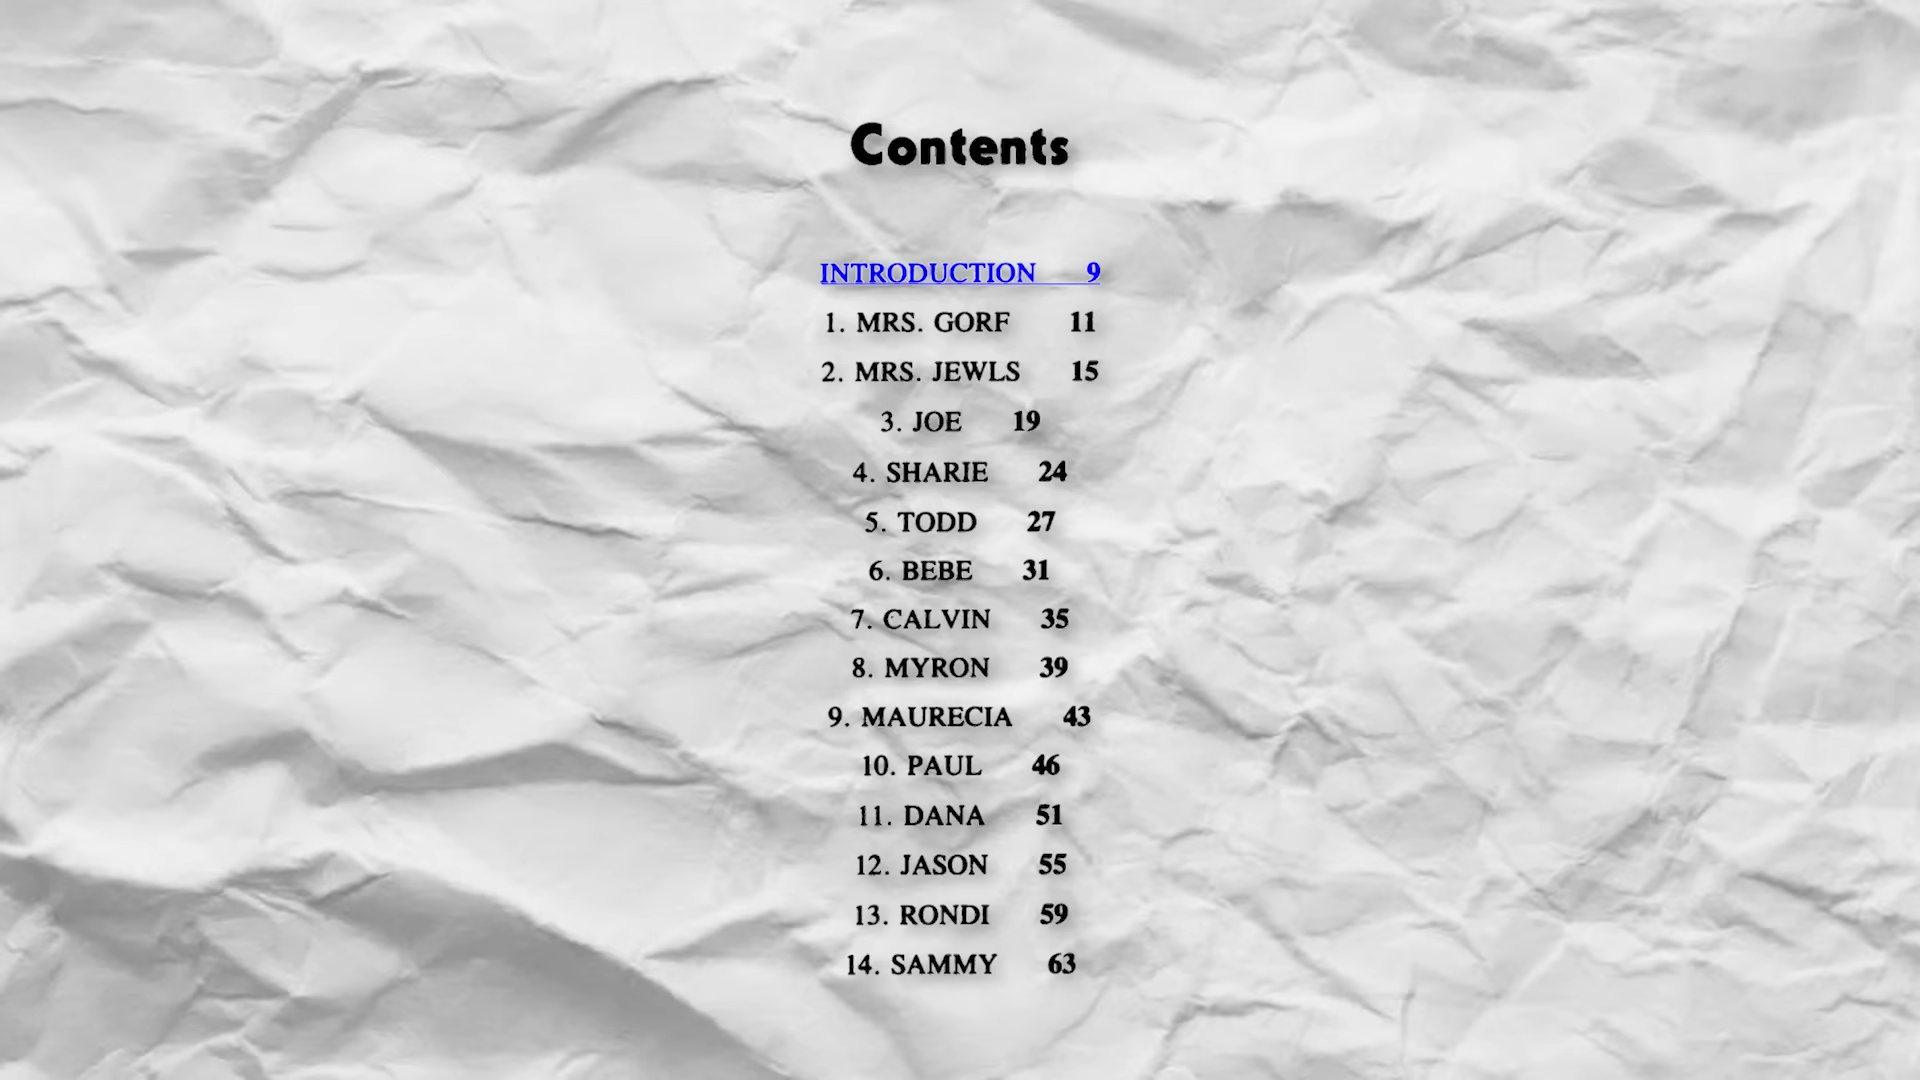 Contents
INTRODUCTION 9
1. MRS. GORF 11
2. MRS. JEWLS 15
3. JOE 19
4. SHARIE 24
5. TODD 27
6. BEBE 31
7. CALVIN 35
8. MYRON 39
9. MAURECIA 43
10. PAUL 46
11. DANA 51
12. JASON 55
13. RONDI 59
14. SAMMY 63